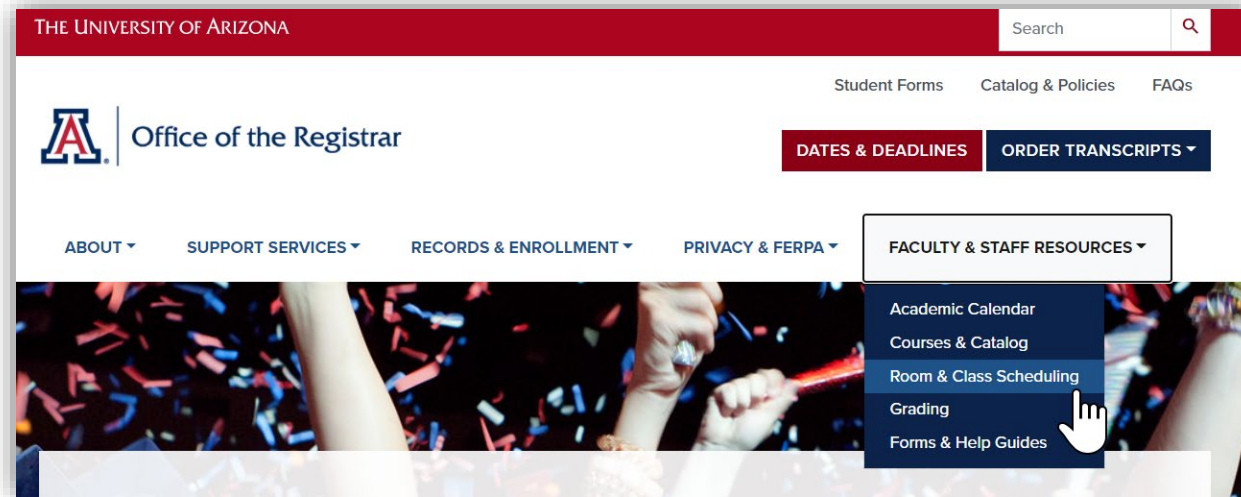 THE UNIVERSITY OF ARIZONA
Search
Student Forms Catalog & Policies FAQs
A
Office of the Registrar
DATES & DEADLINES ORDER TRANSCRIPTS
ABOUT SUPPORT SERVICES RECORDS & ENROLLMENT PRIVACY & FERPA FACULTY & STAFF RESOURCES
Academic Calendar
Courses & Catalog
Room & Class Scheduling
Grading
Forms & Help Guides